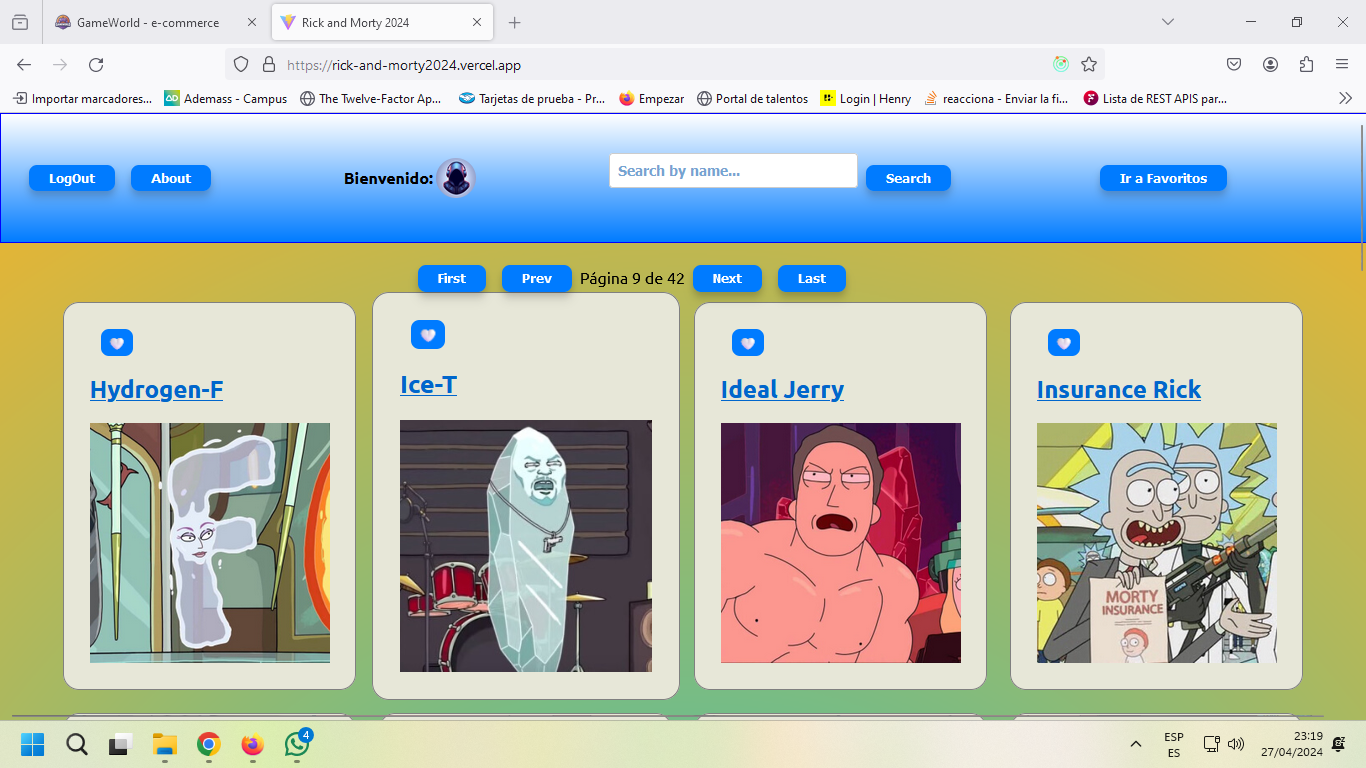 GameWorld - e-commerce
Rick and Morty 2024
https://rick-and-morty2024.vercel.app
Importar marcadores...
Ademass - Campus
The Twelve-Factor Ap...
Tarjetas de prueba - Pr...
Empezar
Portal de talentos
Login | Henry
reacciona - Enviar la fi...
Lista de REST APIS par...
LogOut
About
Bienvenido:
Search by name...
Search
Ir a Favoritos
First
Prev
Página 9 de 42
Next
Last
Hydrogen-F
Ice-T
Ideal Jerry
Insurance Rick
MORTY
INSURANCE
4
ESP
ES
23:19
27/04/2024